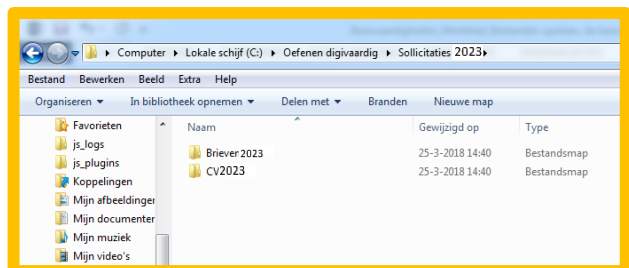 Computer ▸ Lokale schijf (C:) ▸ Oefenen digivaardig ▸ Sollicitaties 2023 ▸
Bestand Bewerken Beeld Extra Help
Organiseren ▼ In bibliotheek opnemen ▼ Delen met ▼ Branden Nieuwe map
Favorieten
js_logs
js_plugins
Koppelingen
Mijn afbeeldingen
Mijn documenten
Mijn muziek
Mijn video's
Naam Gewijzigd op Type
Briever 2023 25-3-2018 14:40 Bestandsmap
CV2023 25-3-2018 14:40 Bestandsmap